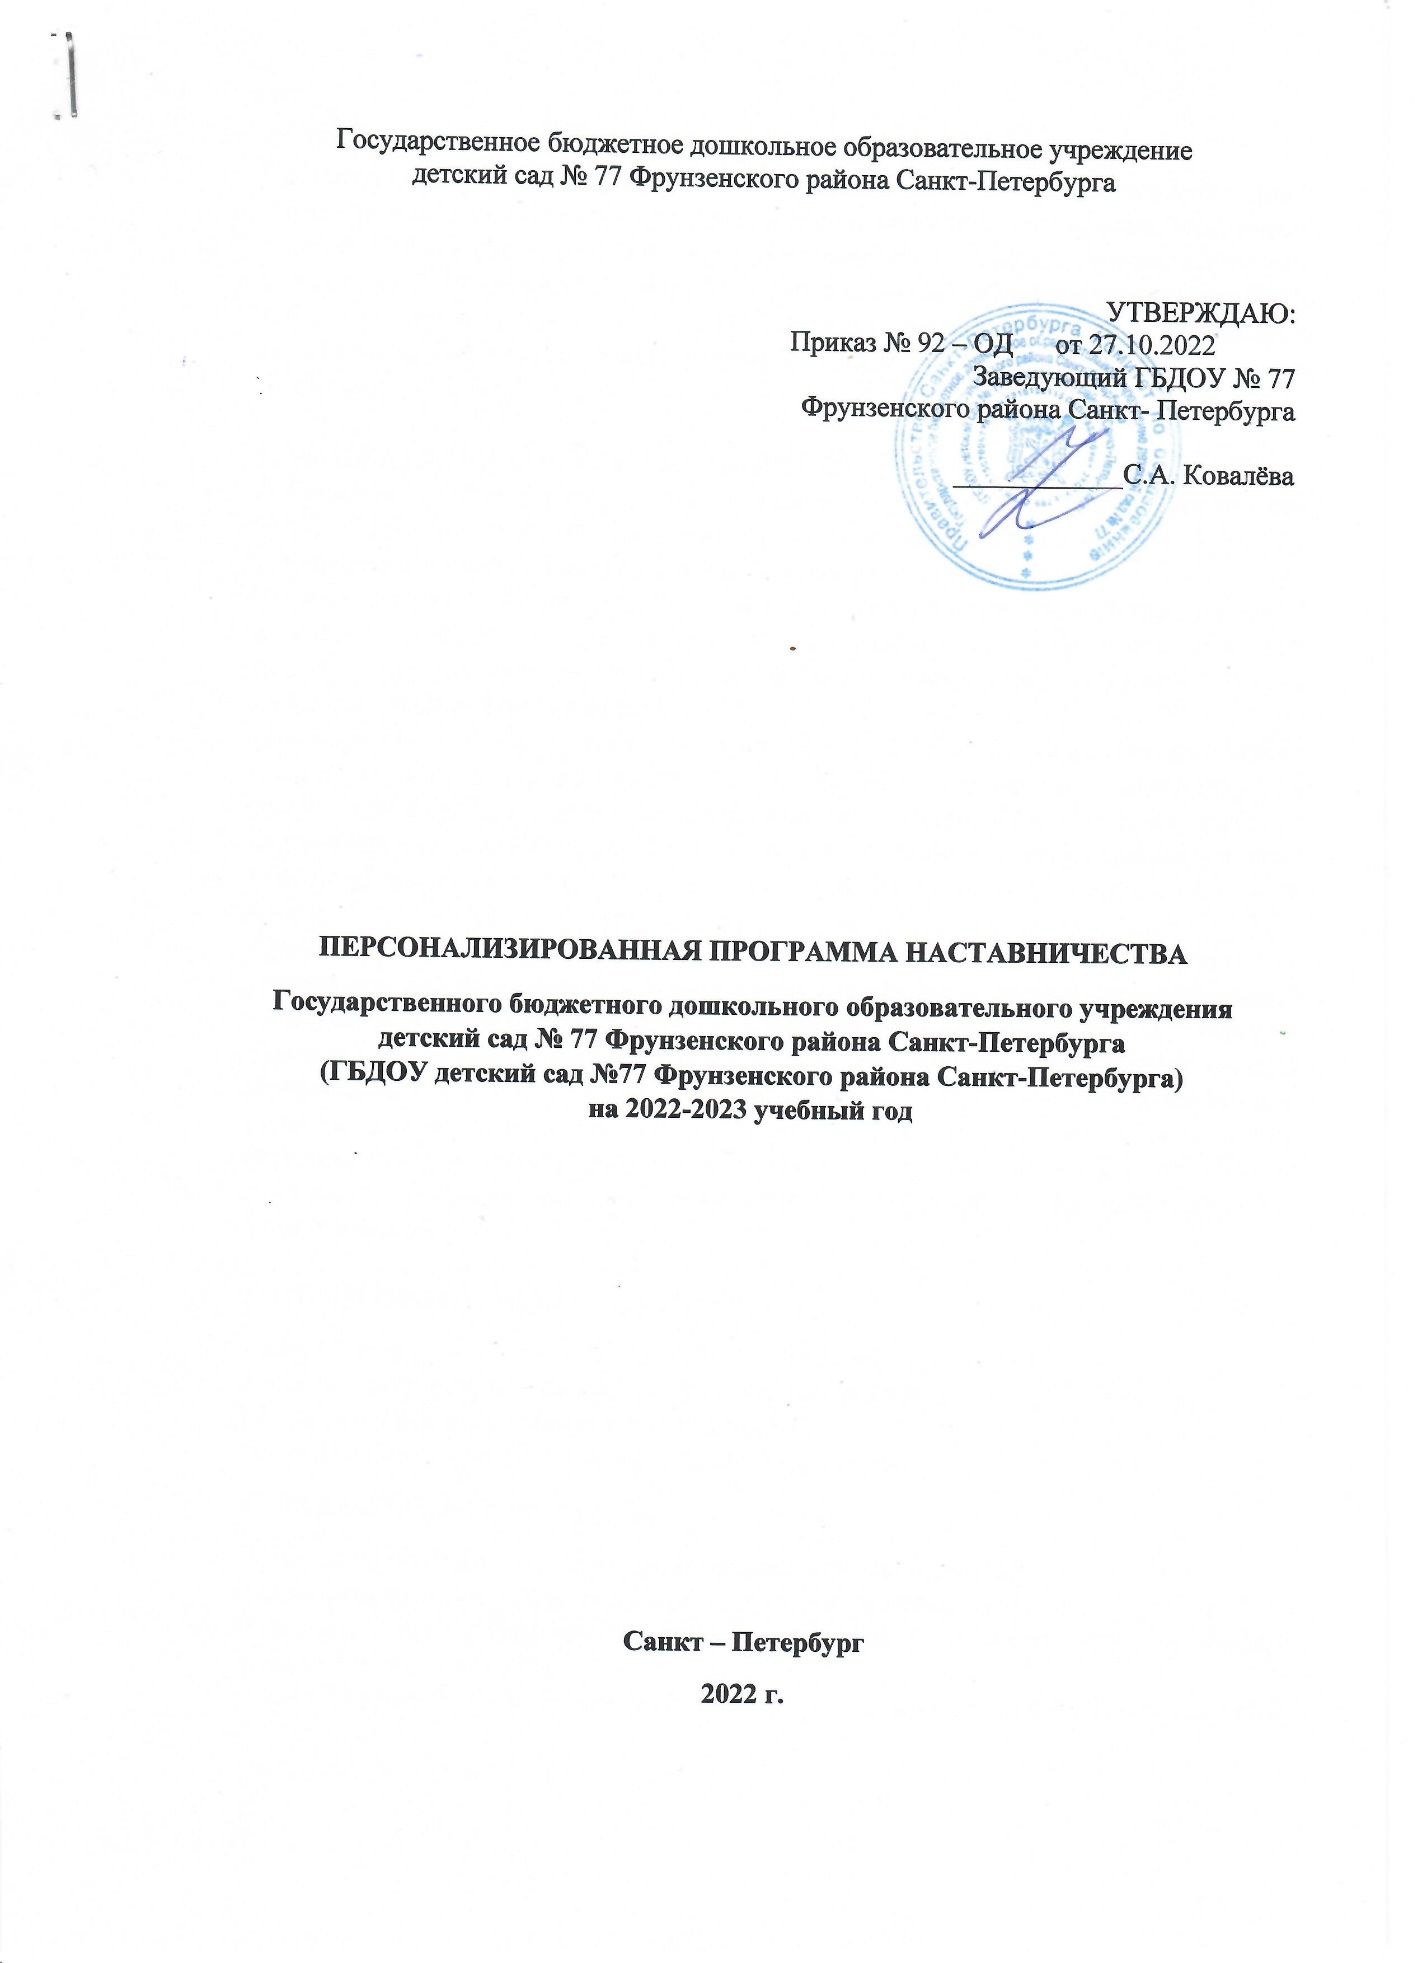 Государственное бюджетное дошкольное образовательное учреждение
детский сад № 77 Фрунзенского района Санкт-Петербурга
УТВЕРЖДАЮ:
Приказ № 92 – ОД от 27.10.2022
Заведующий ГБДОУ № 77
Фрунзенского района Санкт- Петербурга
____________С.А. Ковалёва
ПЕРСОНАЛИЗИРОВАННАЯ ПРОГРАММА НАСТАВНИЧЕСТВА
Государственного бюджетного дошкольного образовательного учреждения
детский сад № 77 Фрунзенского района Санкт-Петербурга
(ГБДОУ детский сад №77 Фрунзенского района Санкт-Петербурга)
на 2022-2023 учебный год
Санкт – Петербург
2022 г.